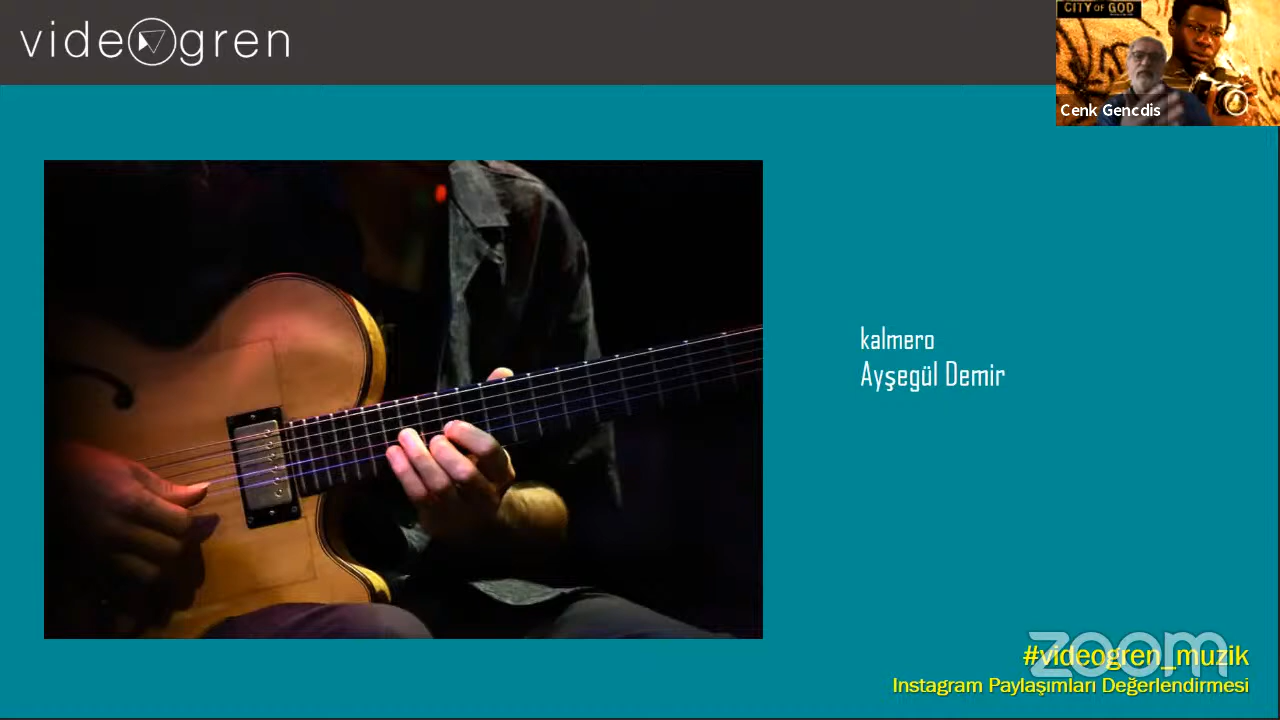 videogren
CITY OF GOD
Cenk Gencdis
kalmero
Ayşegül Demir
zoom
#videogren_muzik
Instagram Paylaşımları Değerlendirmesi